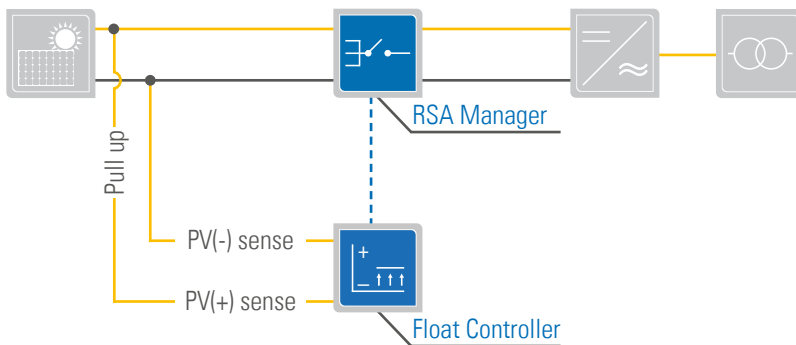 RSA Manager
Pull up
PV(-) sense
PV(+) sense
Float Controller